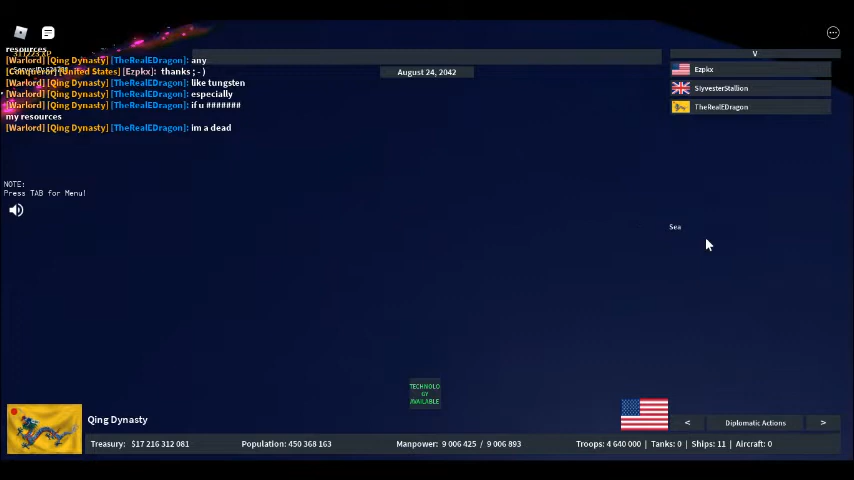 resources
[Warlord] [Qing Dynasty] [TheRealEDragon]: any
[Conqueror] [United States] [Ezpkx]: thanks ; - )
[Warlord] [Qing Dynasty] [TheRealEDragon]: like tungsten
[Warlord] [Qing Dynasty] [TheRealEDragon]: especially
[Warlord] [Qing Dynasty] [TheRealEDragon]: if u #######
my resources
[Warlord] [Qing Dynasty] [TheRealEDragon]: im a dead
August 24, 2042
V
Ezpkx
SlyvesterStallion
TheRealEDragon
NOTE:
Press TAB for Menu!
Sea
TECHNOLO
GY
AVAILABLE
Qing Dynasty
< Diplomatic Actions >
Treasury: $17 216 312 081 Population: 450 368 163 Manpower: 9 006 425 / 9 006 893 Troops: 4 640 000 | Tanks: 0 | Ships: 11 | Aircraft: 0